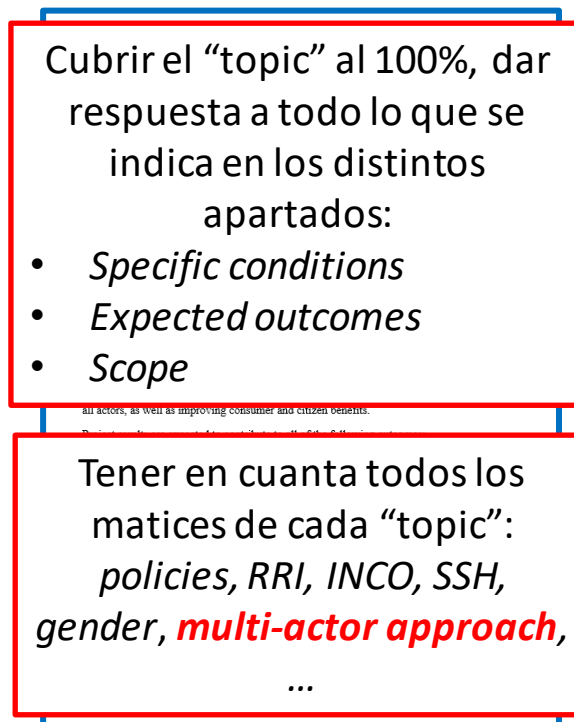 Cubrir el “topic” al 100%, dar
respuesta a todo lo que se
indica en los distintos
apartados:
• Specific conditions
• Expected outcomes
• Scope
all actors, as well as improving consumer and citizen benefits.
Tener en cuanta todos los
matices de cada “topic”:
policies, RRI, INCO, SSH,
gender, multi-actor approach,
…